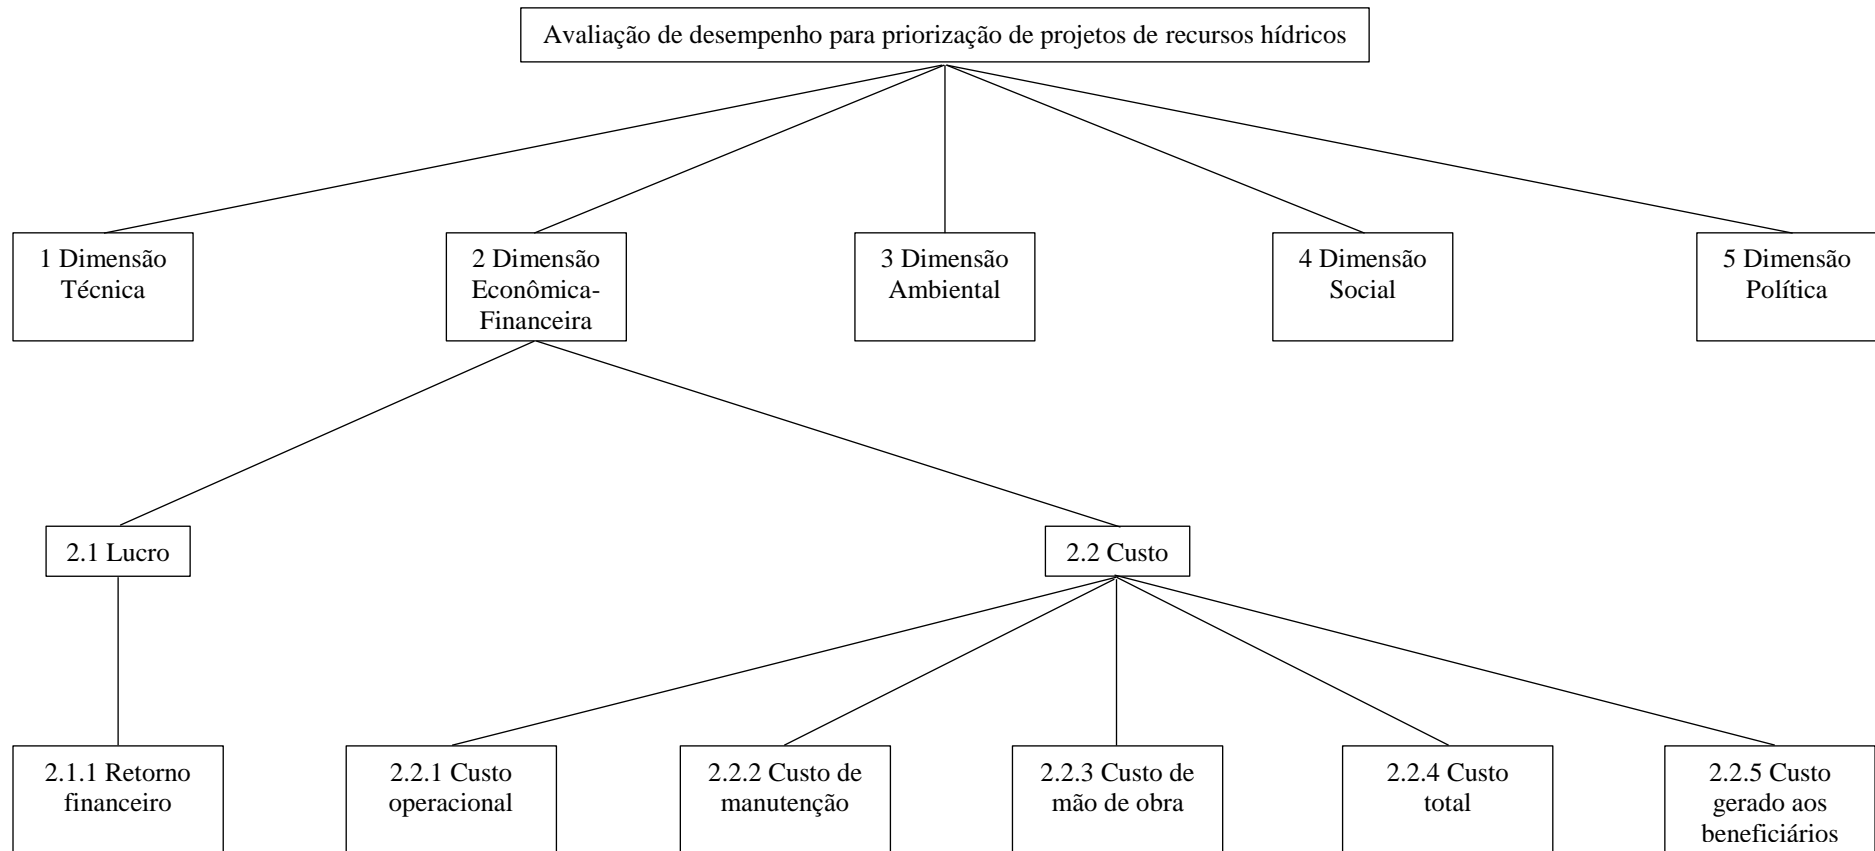 Avaliação de desempenho para priorização de projetos de recursos hídricos
1 Dimensão
Técnica
2 Dimensão
Econômica-
Financeira
3 Dimensão
Ambiental
4 Dimensão
Social
5 Dimensão
Política
2.1 Lucro
2.2 Custo
2.1.1 Retorno
financeiro
2.2.1 Custo
operacional
2.2.2 Custo de
manutenção
2.2.3 Custo de
mão de obra
2.2.4 Custo
total
2.2.5 Custo
gerado aos
beneficiários